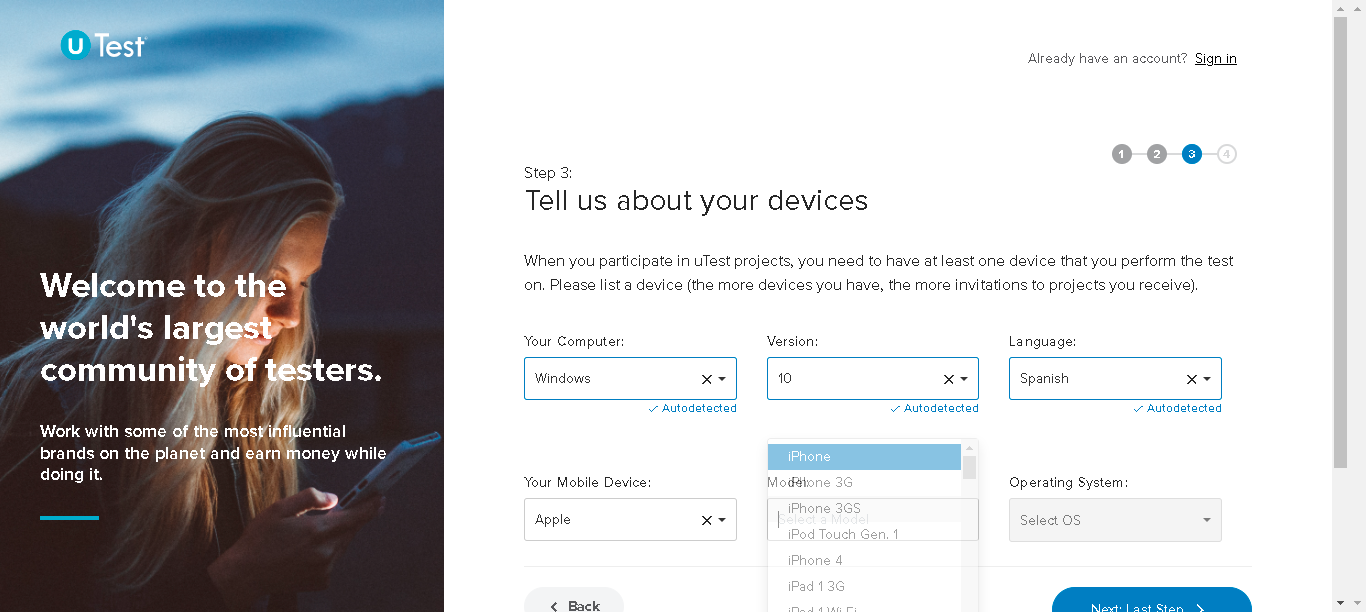 uTest
Already have an account? Sign in
1 2 3 4
Step 3:
Tell us about your devices
When you participate in uTest projects, you need to have at least one device that you perform the test
on. Please list a device (the more devices you have, the more invitations to projects you receive).
Welcome to the
world's largest
community of testers.
Work with some of the most influential
brands on the planet and earn money while
doing it.
Your Computer: Version: Language:
Windows 10 Spanish
Autodetected Autodetected Autodetected
Your Mobile Device: Model: Operating System:
Apple Select a Model Select OS
iPhone
iPhone 3G
iPhone 3GS
iPod Touch Gen. 1
iPhone 4
iPad 1 3G
iPad 1 Wi-Fi
Back Next: Last Step